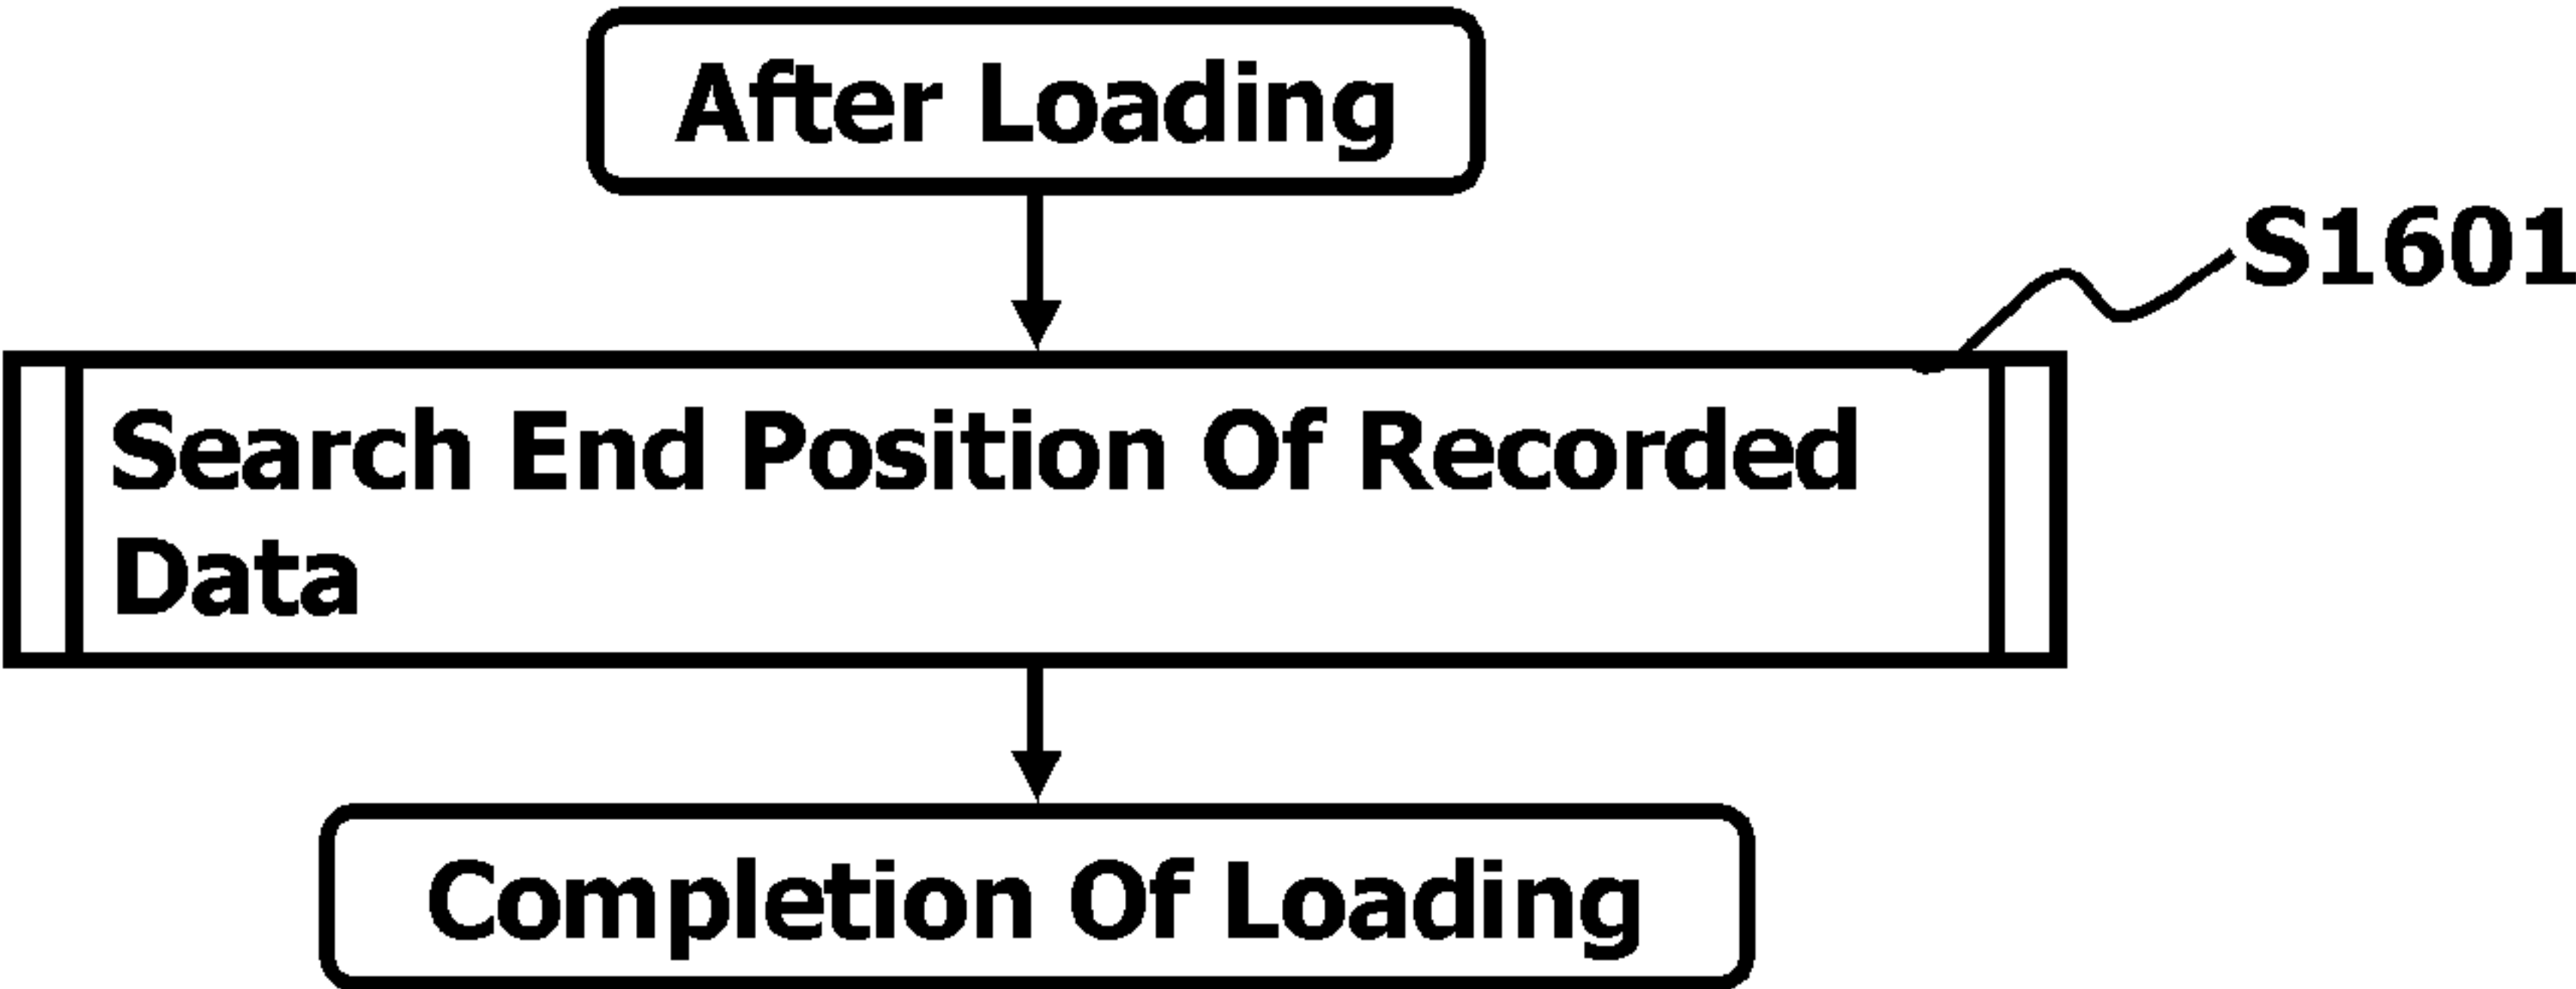 After Loading
S1601
Search End Position Of Recorded
Data
Completion Of Loading